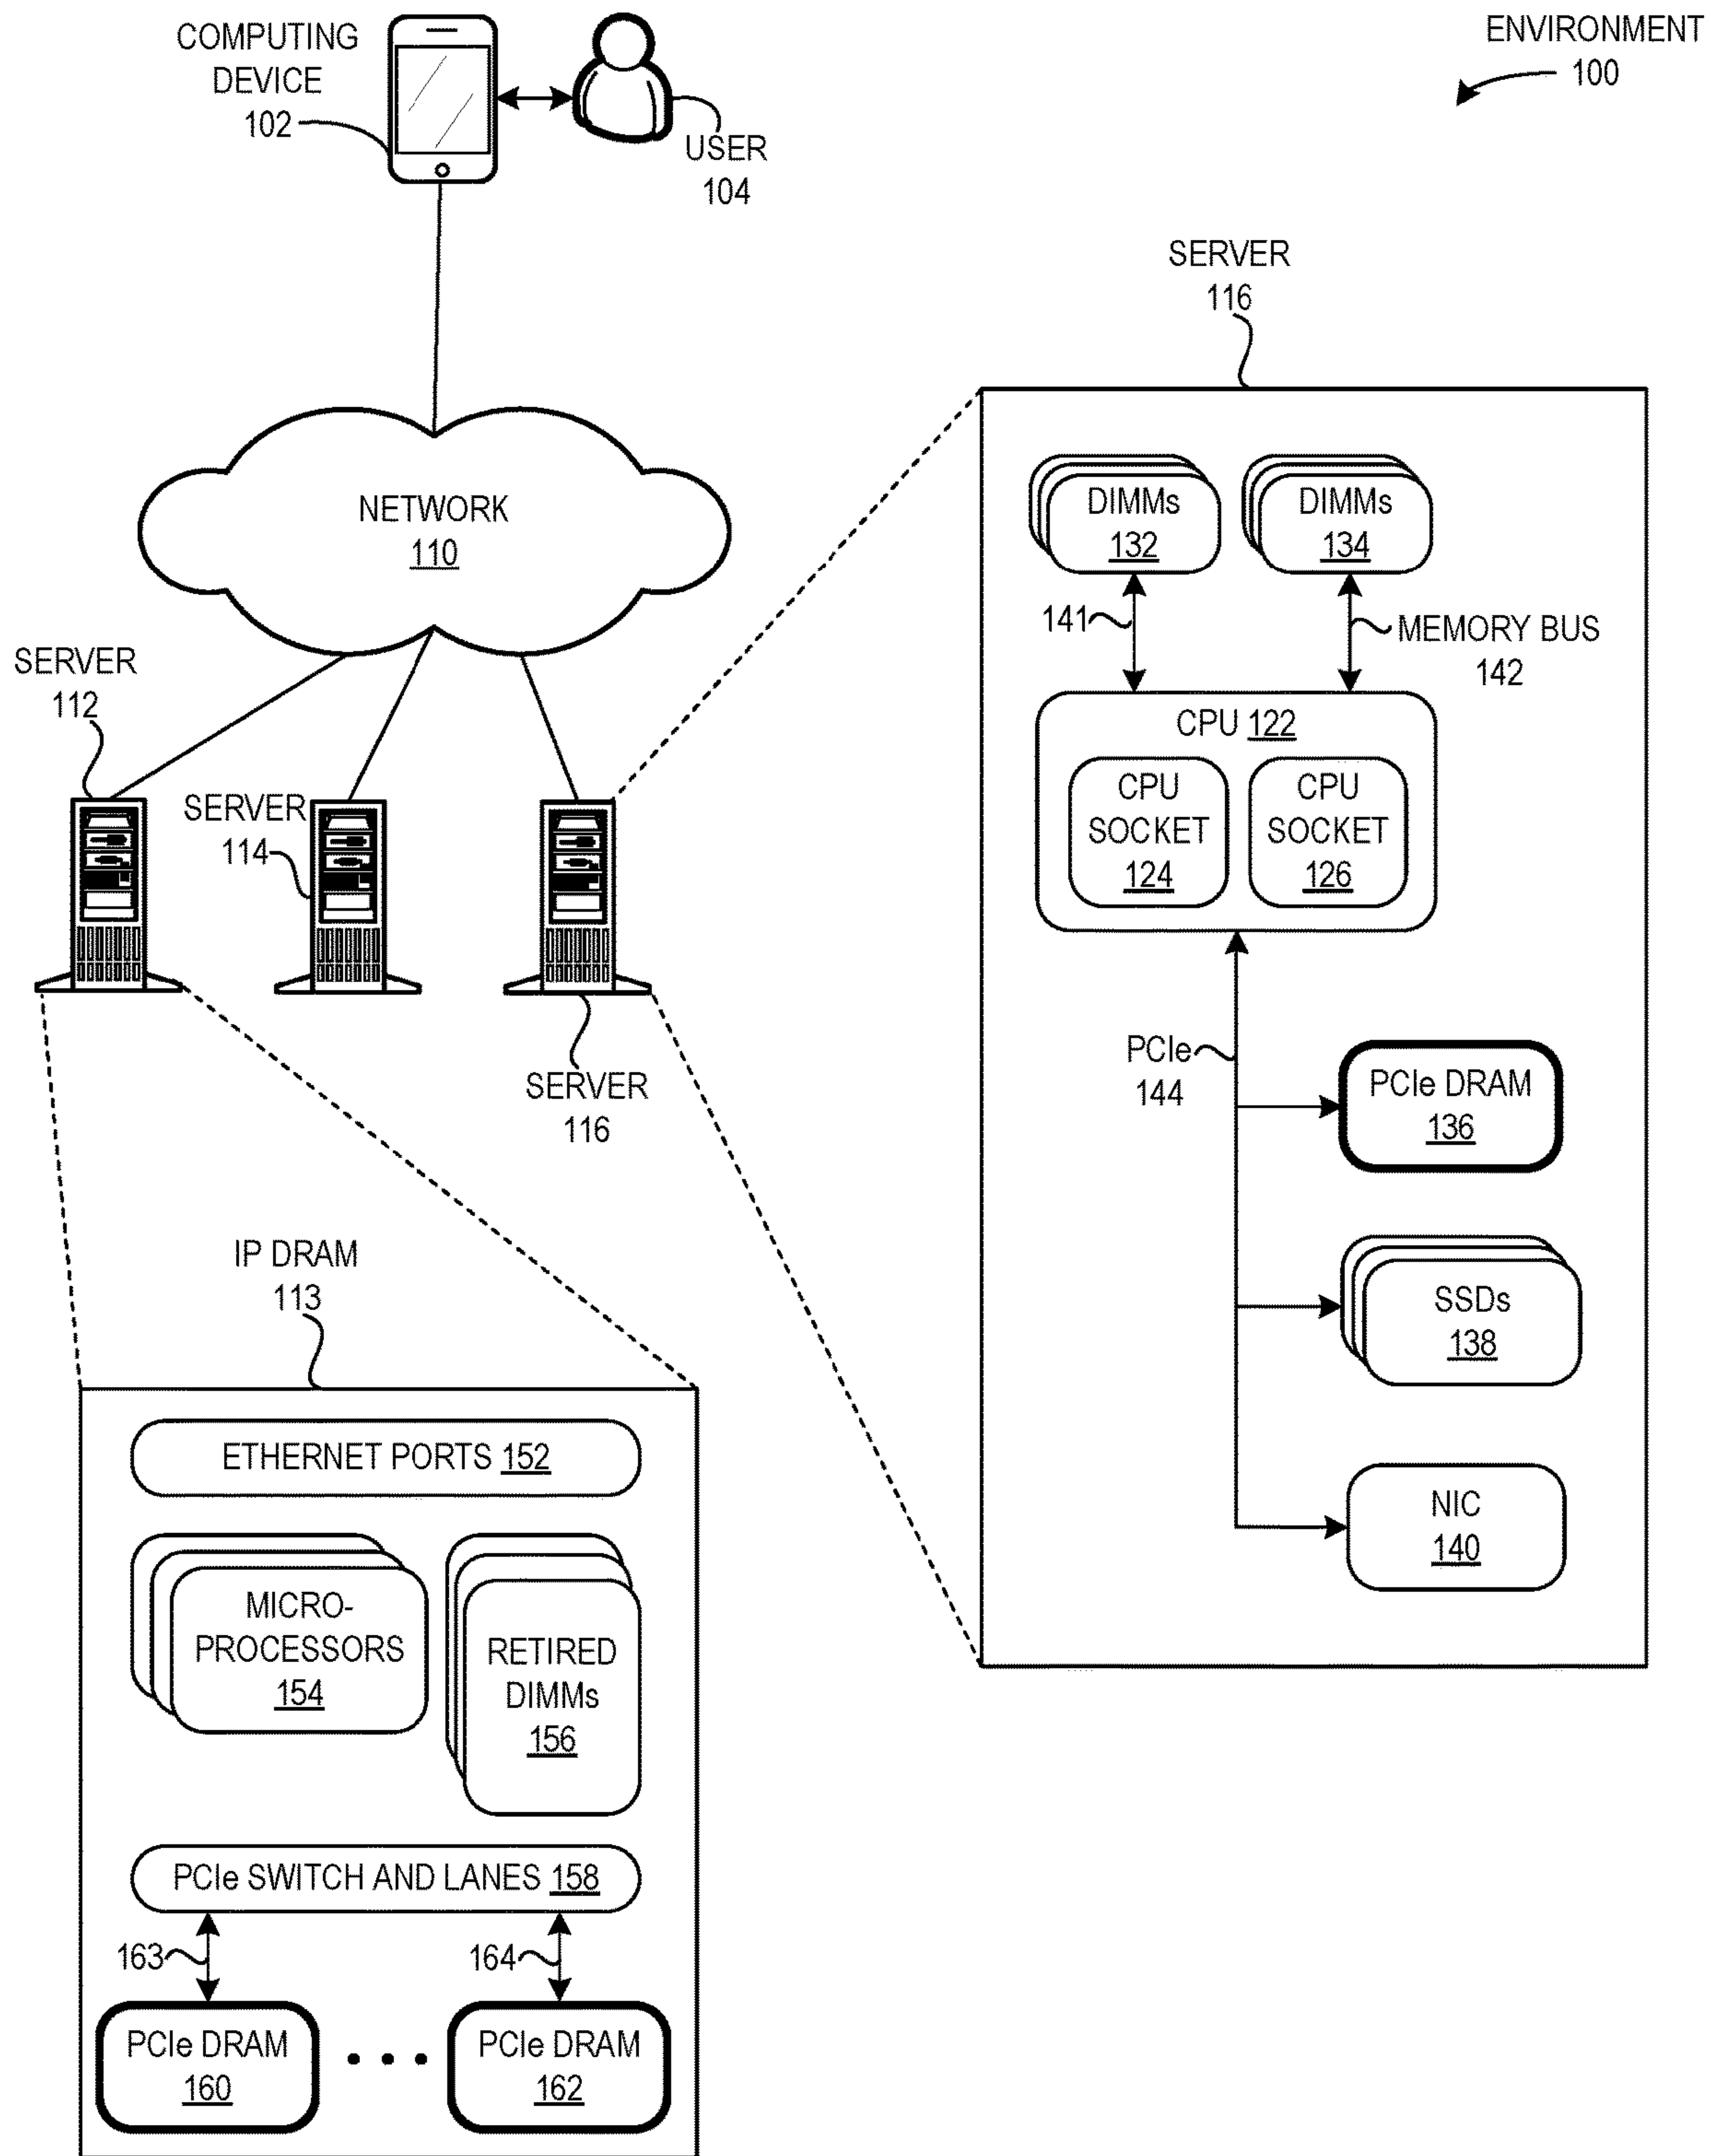 COMPUTING
DEVICE
102
USER
104
ENVIRONMENT
100
NETWORK
110
SERVER
112
SERVER
114
SERVER
116
SERVER
116
DIMMs
132
DIMMs
134
141
MEMORY BUS
142
CPU 122
CPU
SOCKET
124
CPU
SOCKET
126
PCIe
144
PCIe DRAM
136
SSDs
138
NIC
140
IP DRAM
113
ETHERNET PORTS 152
MICRO-
PROCESSORS
154
RETIRED
DIMMs
156
PCIe SWITCH AND LANES 158
163
164
PCIe DRAM
160
PCIe DRAM
162